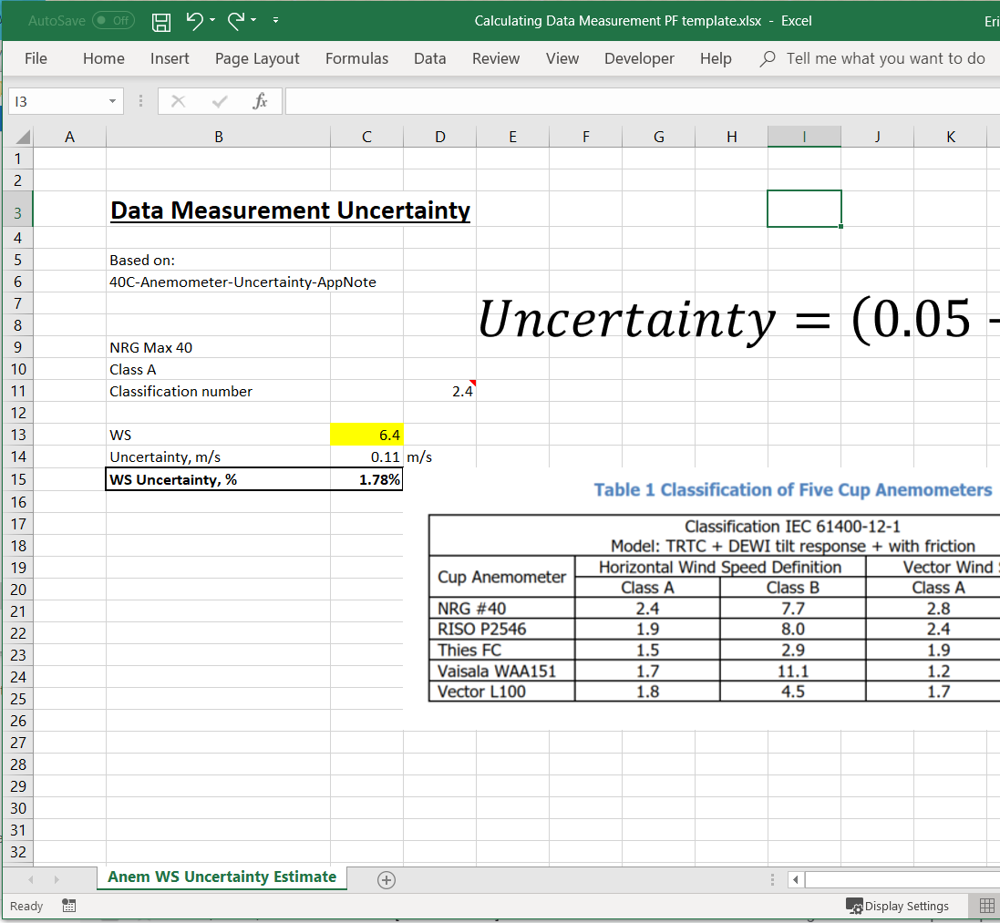 AutoSave Off Calculating Data Measurement PF template.xlsx - Excel Eri
File Home Insert Page Layout Formulas Data Review View Developer Help Tell me what you want to do
I3 fx
A B C D E F G H I J K
1
2
3 Data Measurement Uncertainty
4
5 Based on:
6 40C-Anemometer-Uncertainty-AppNote
7
8 Uncertainty = (0.05
9 NRG Max 40
10 Class A
11 Classification number 2.4
12
13 WS 6.4
14 Uncertainty, m/s 0.11 m/s
15 WS Uncertainty, % 1.78%
16
17
18
19
20
21
22
23
24
25
26
27
28
29
30
31
32
Table 1 Classification of Five Cup Anemometers
Classification IEC 61400-12-1
Model: TRTC + DEWI tilt response + with friction
Cup Anemometer Horizontal Wind Speed Definition Vector Wind
Class A Class B Class A
NRG #40 2.4 7.7 2.8
RISO P2546 1.9 8.0 2.4
Thies FC 1.5 2.9 1.9
Vaisala WAA151 1.7 11.1 1.2
Vector L100 1.8 4.5 1.7
Anem WS Uncertainty Estimate
Ready Display Settings